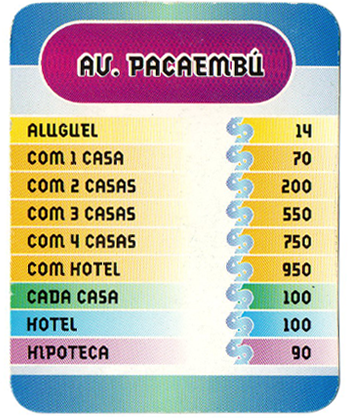 AV. PACAEMBÚ
ALUGUEL 14
COM 1 CASA 70
COM 2 CASAS 200
COM 3 CASAS 550
COM 4 CASAS 750
COM HOTEL 950
CADA CASA 100
HOTEL 100
HIPOTECA 90